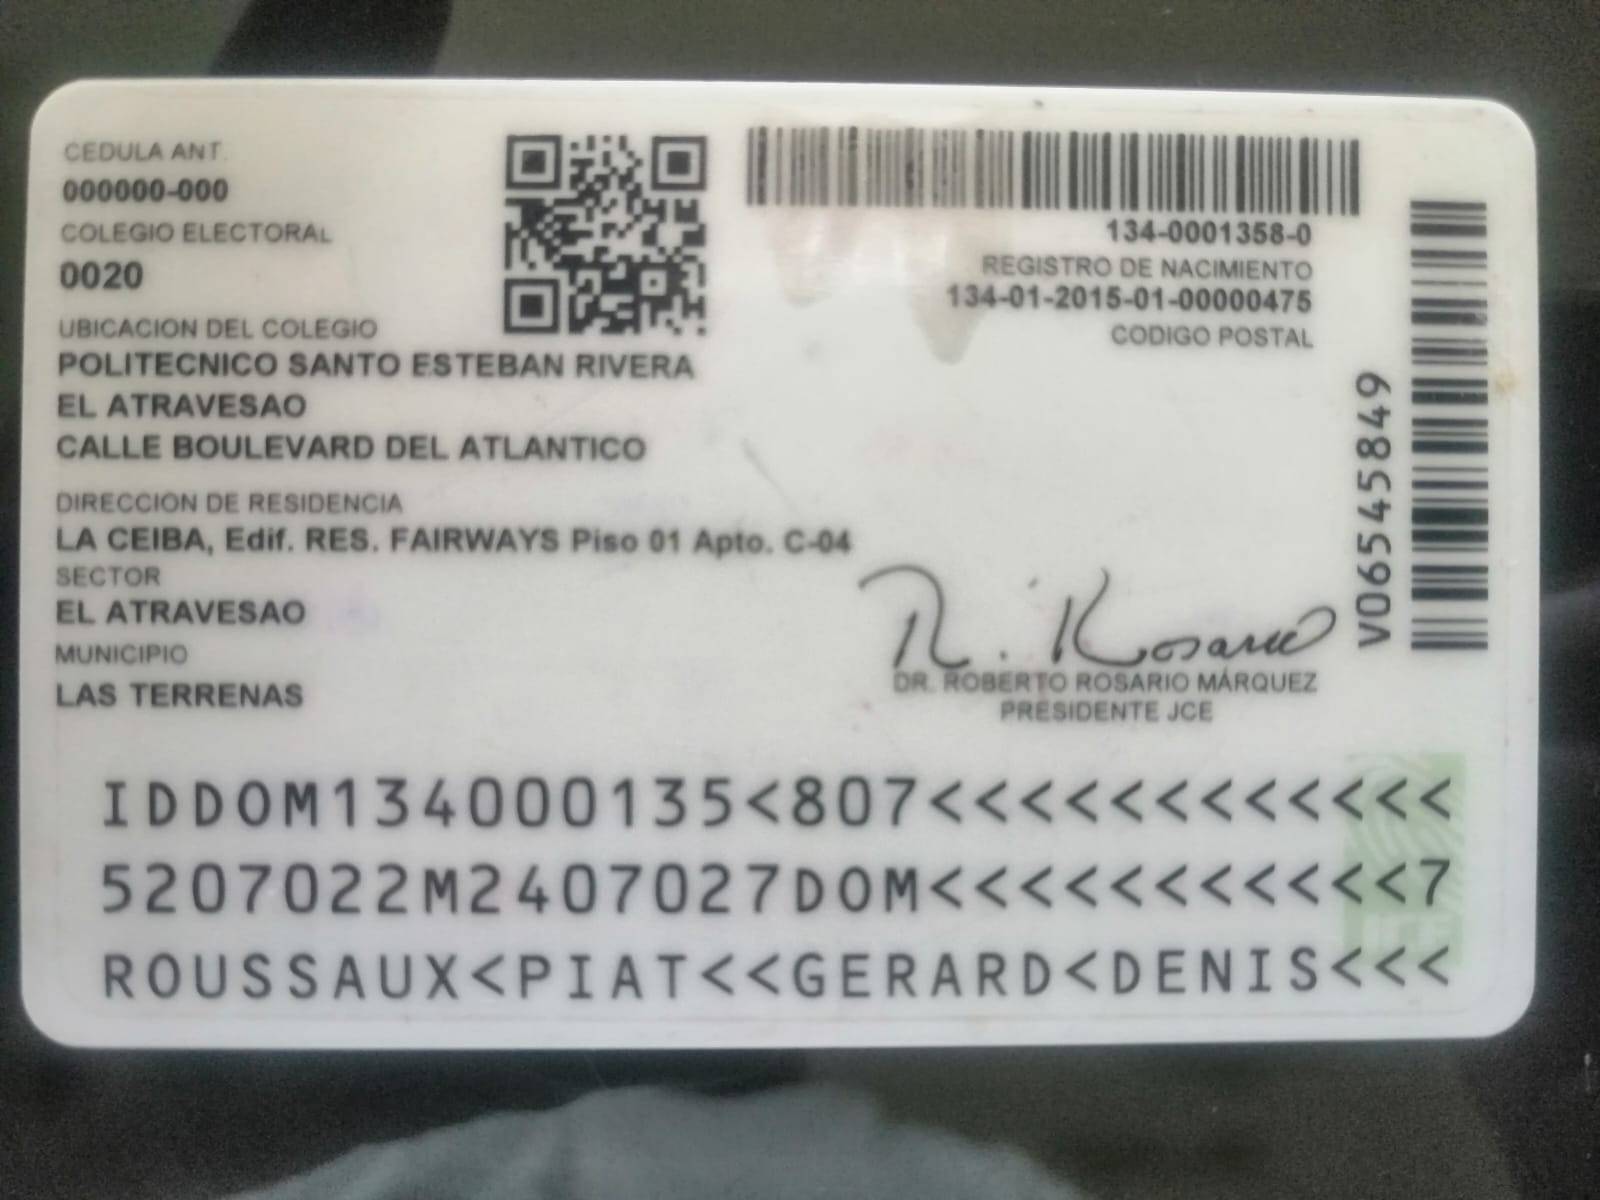 CEDULA ANT.
000000-000
COLEGIO ELECTORAL
0020
UBICACION DEL COLEGIO
POLITECNICO SANTO ESTEBAN RIVERA
EL ATRAVESAO
CALLE BOULEVARD DEL ATLANTICO
DIRECCION DE RESIDENCIA
LA CEIBA, Edif. RES. FAIRWAYS Piso 01 Apto. C-04
SECTOR
EL ATRAVESAO
MUNICIPIO
LAS TERRENAS
134-0001358-0
REGISTRO DE NACIMIENTO
134-01-2015-01-00000475
CODIGO POSTAL
V06545849
R. Rosario
DR. ROBERTO ROSARIO MÁRQUEZ
PRESIDENTE JCE
JCE
IDDOM134000135<807<<<<<<<<<<<<
5207022M2407027DOM<<<<<<<<<<<7
ROUSSAUX<PIAT<<GERARD<DENIS<<<